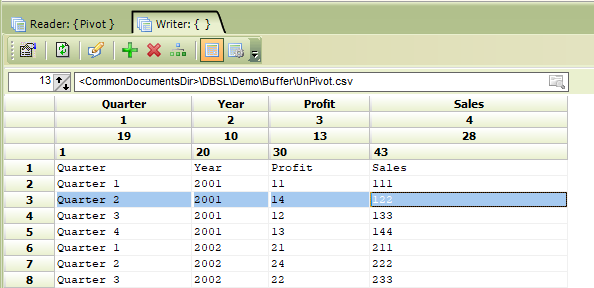 Reader: {Pivot } Writer: { }
13 <CommonDocumentsDir>\DBSL\Demo\Buffer\UnPivot.csv
Quarter Year Profit Sales
1 2 3 4
19 10 13 28
1 20 30 43
1 Quarter Year Profit Sales
2 Quarter 1 2001 11 111
3 Quarter 2 2001 14 122
4 Quarter 3 2001 12 133
5 Quarter 4 2001 13 144
6 Quarter 1 2002 21 211
7 Quarter 2 2002 24 222
8 Quarter 3 2002 22 233